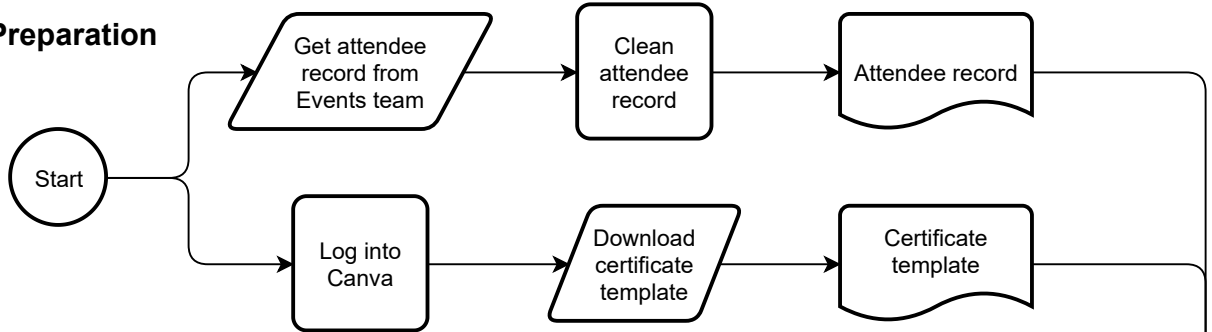 Preparation
Get attendee
record from
Events team
Clean
attendee
record
Attendee record
Start
Log into
Canva
Download
certificate
template
Certificate
template